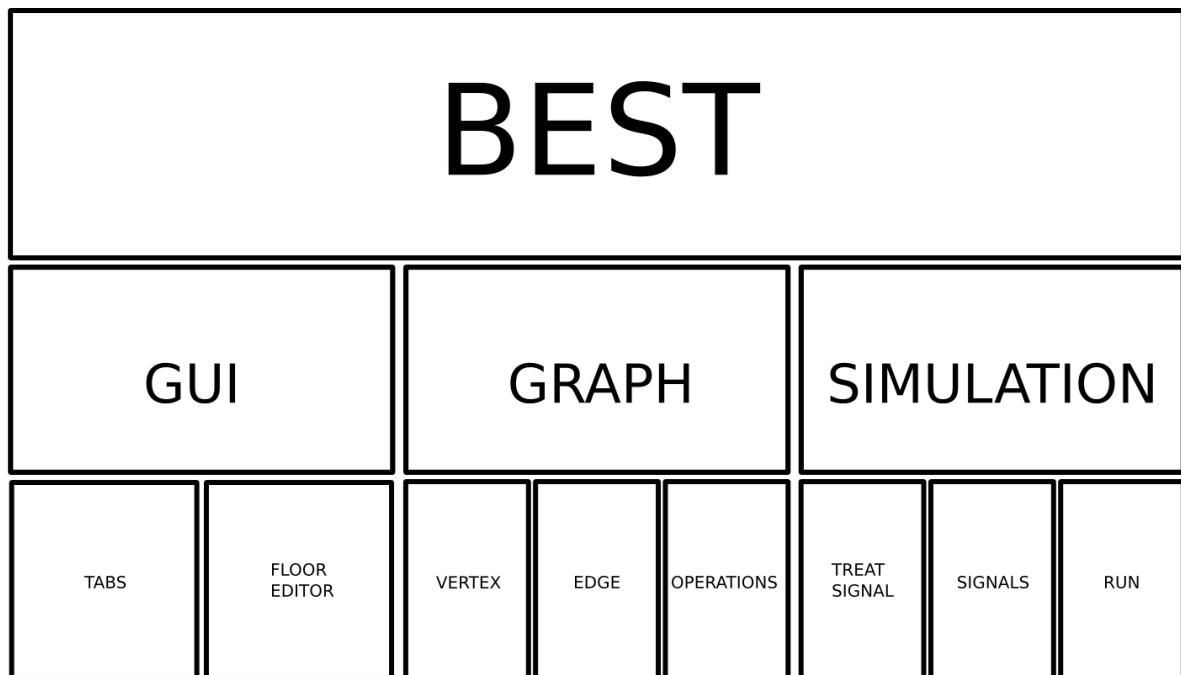 BEST
GUI
GRAPH
SIMULATION
TABS
FLOOR
EDITOR
VERTEX
EDGE
OPERATIONS
TREAT
SIGNAL
SIGNALS
RUN